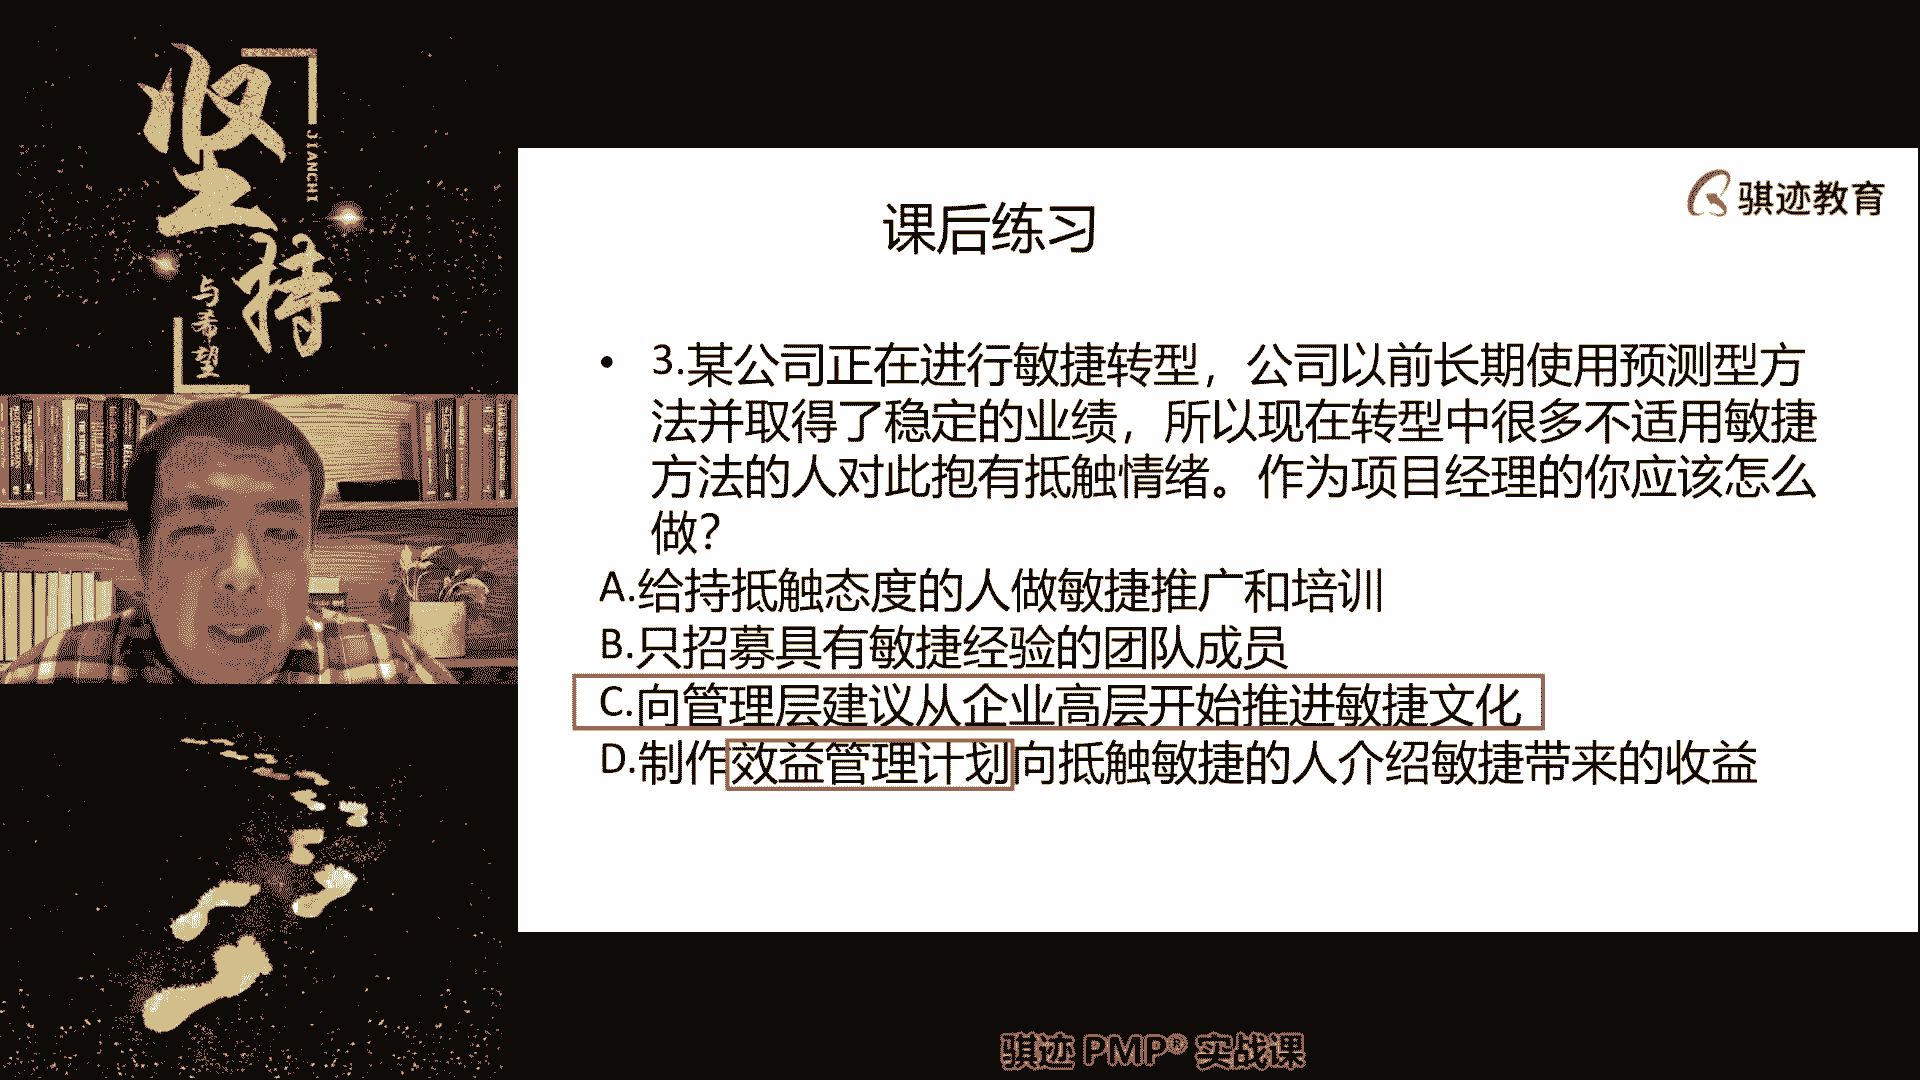 坚持
JIANCHI
与希望
骐迹教育
课后练习
• 3.某公司正在进行敏捷转型，公司以前长期使用预测型方
法并取得了稳定的业绩，所以现在转型中很多不适用敏捷
方法的人对此抱有抵触情绪。作为项目经理的你应该怎么
做？
A.给持抵触态度的人做敏捷推广和培训
B.只招募具有敏捷经验的团队成员
C.向管理层建议从企业高层开始推进敏捷文化
D.制作效益管理计划向抵触敏捷的人介绍敏捷带来的收益
骐迹 PMP® 实战课